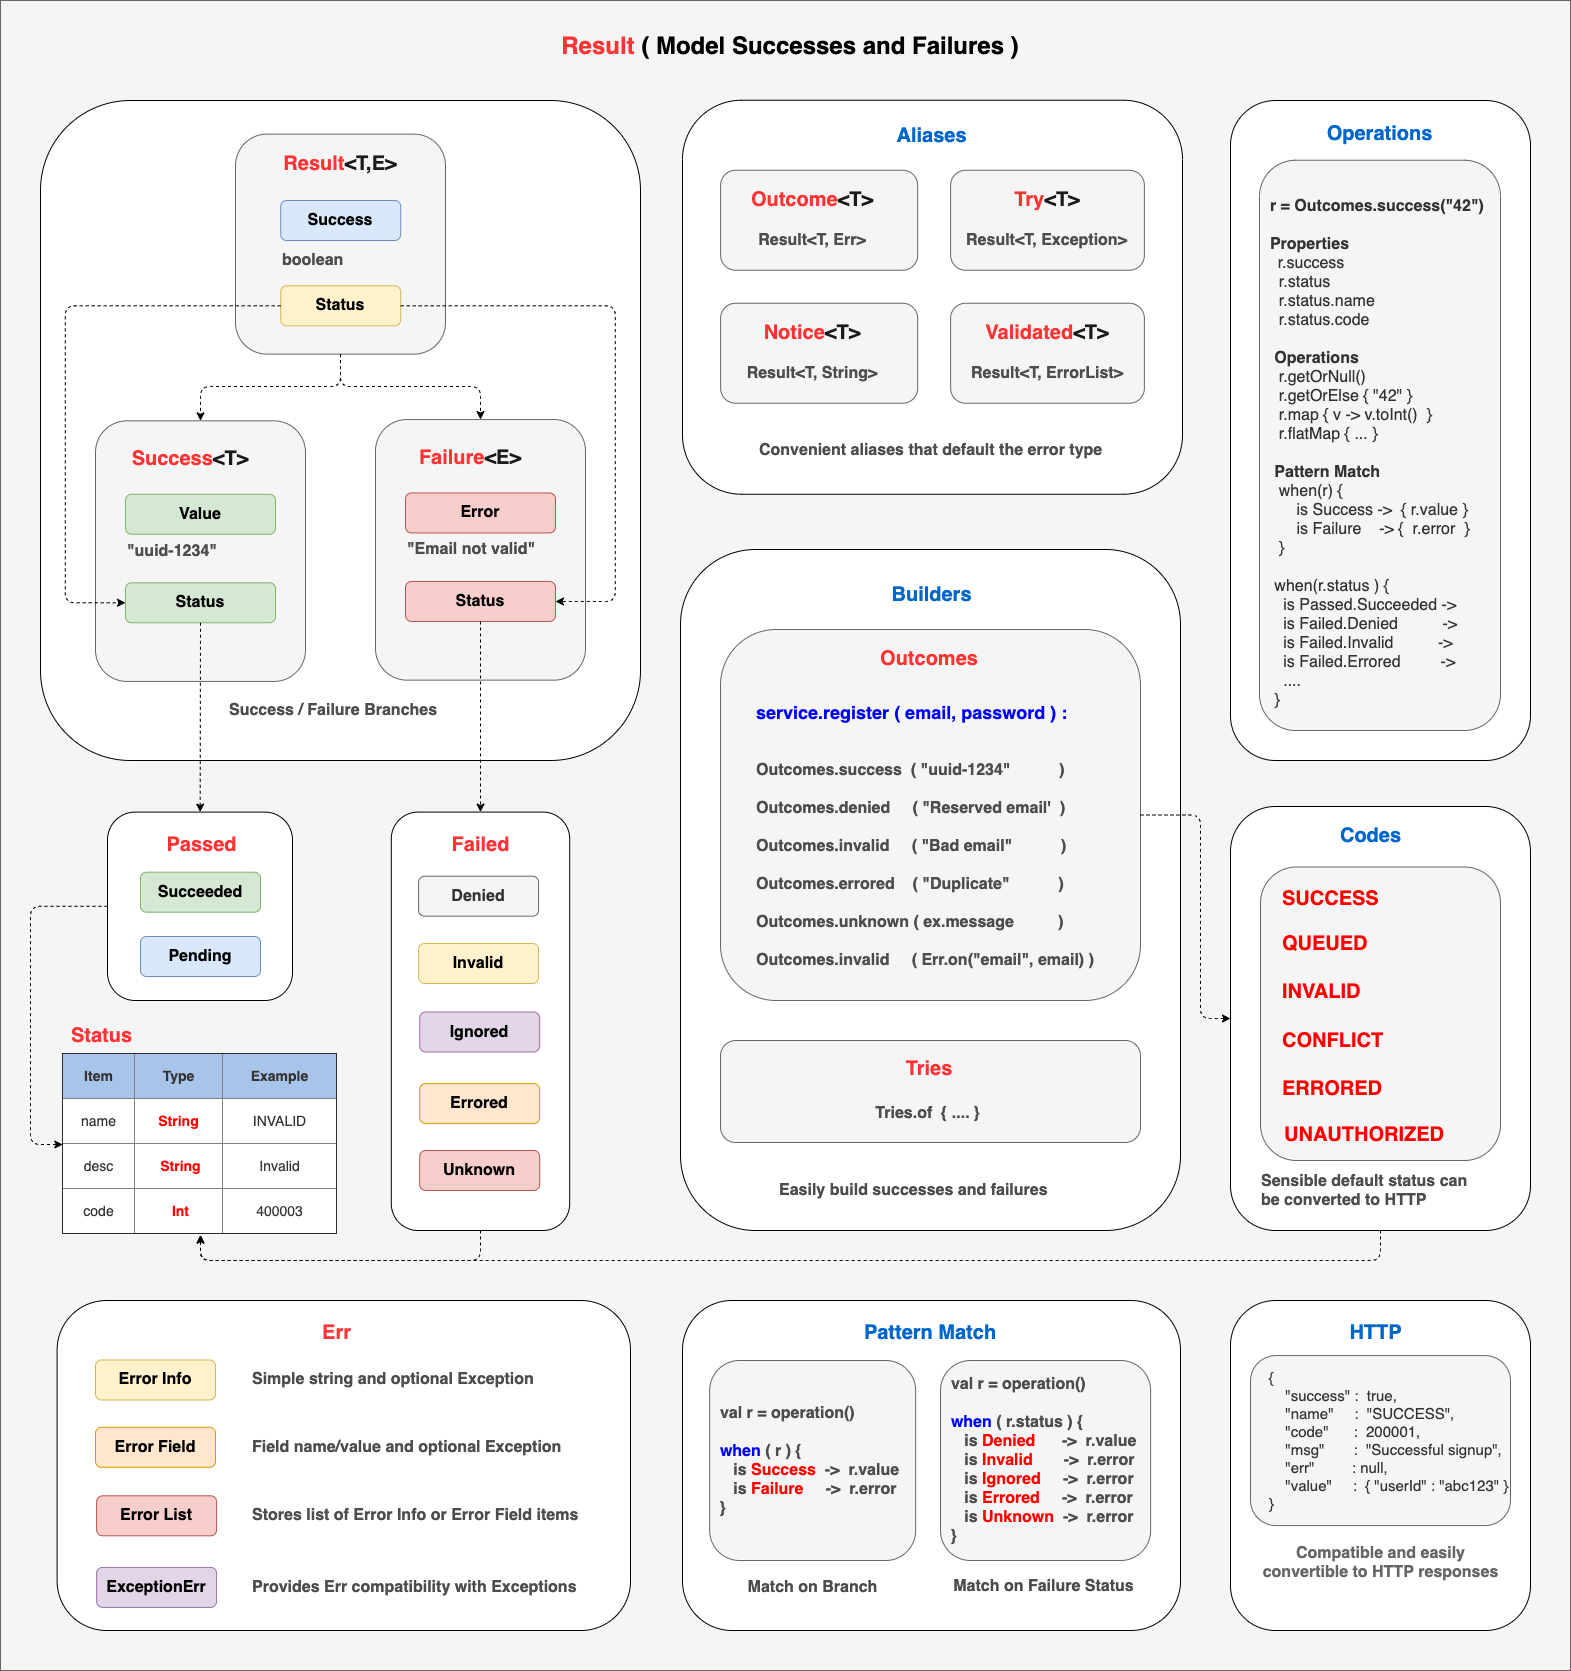 Result ( Model Successes and Failures )
Result<T,E>
Success
boolean
Status
Success<T>
Value
"uuid-1234"
Status
Failure<E>
Error
"Email not valid"
Status
Success / Failure Branches
Aliases
Outcome<T>
Result<T, Err>
Try<T>
Result<T, Exception>
Notice<T>
Result<T, String>
Validated<T>
Result<T, ErrorList>
Convenient aliases that default the error type
Operations
r = Outcomes.success("42")
Properties
r.success
r.status
r.status.name
r.status.code
Operations
r.getOrNull()
r.getOrElse { "42" }
r.map { v -> v.toInt() }
r.flatMap { ... }
Pattern Match
when(r) {
is Success -> { r.value }
is Failure -> { r.error }
}
when(r.status ) {
is Passed.Succeeded ->
is Failed.Denied ->
is Failed.Invalid ->
is Failed.Errored ->
....
}
Builders
Outcomes
service.register ( email, password ) :
Outcomes.success ( "uuid-1234" )
Outcomes.denied ( "Reserved email' )
Outcomes.invalid ( "Bad email" )
Outcomes.errored ( "Duplicate" )
Outcomes.unknown ( ex.message )
Outcomes.invalid ( Err.on("email", email) )
Tries
Tries.of { .... }
Easily build successes and failures
Codes
SUCCESS
QUEUED
INVALID
CONFLICT
ERRORED
UNAUTHORIZED
Sensible default status can
be converted to HTTP
Passed
Succeeded
Pending
Failed
Denied
Invalid
Ignored
Errored
Unknown
Status
Item Type Example
name String INVALID
desc String Invalid
code Int 400003
Err
Error Info Simple string and optional Exception
Error Field Field name/value and optional Exception
Error List Stores list of Error Info or Error Field items
ExceptionErr Provides Err compatibility with Exceptions
Pattern Match
val r = operation()
when ( r ) {
is Success -> r.value
is Failure -> r.error
}
Match on Branch
val r = operation()
when ( r.status ) {
is Denied -> r.value
is Invalid -> r.error
is Ignored -> r.error
is Errored -> r.error
is Unknown -> r.error
}
Match on Failure Status
HTTP
{
"success" : true,
"name" : "SUCCESS",
"code" : 200001,
"msg" : "Successful signup",
"err" : null,
"value" : { "userId" : "abc123" }
}
Compatible and easily
convertible to HTTP responses